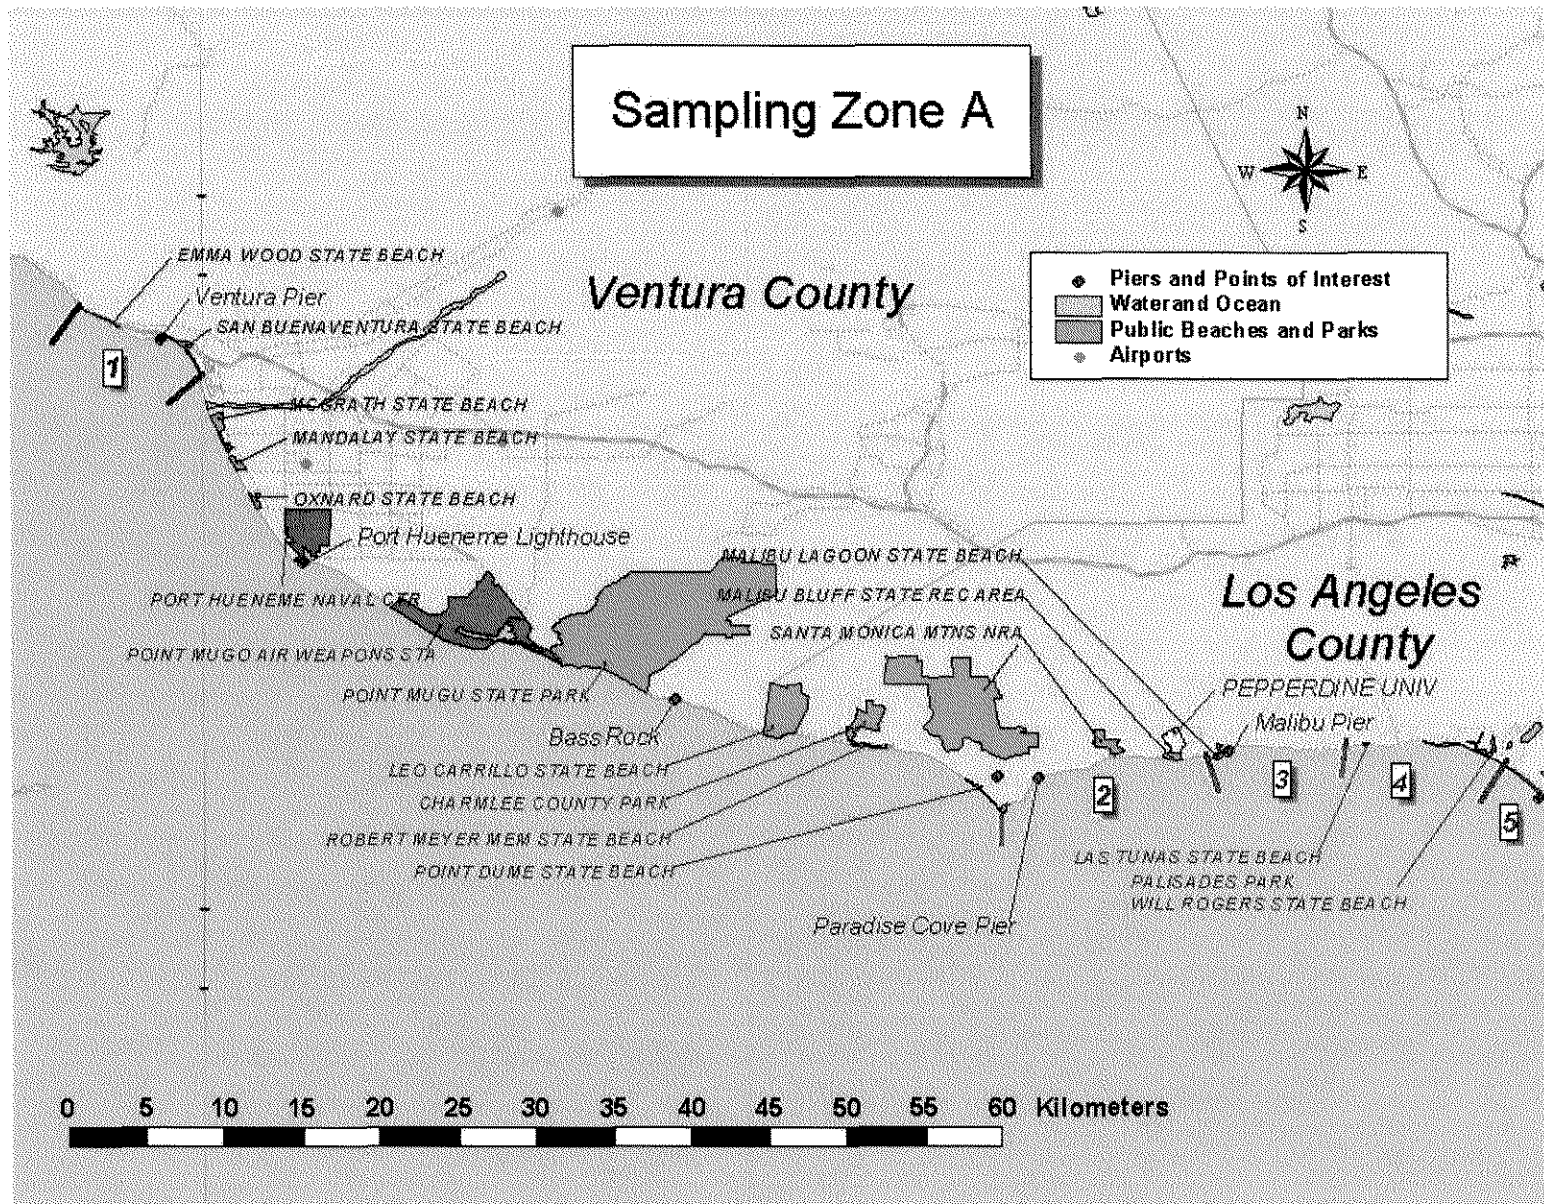 Sampling Zone A
N
W E
S
EMMA WOOD STATE BEACH
Ventura Pier
SAN BUENAVENTURA STATE BEACH
Ventura County
Piers and Points of Interest
Waterand Ocean
Public Beaches and Parks
Airports
1
MCGRATH STATE BEACH
MANDALAY STATE BEACH
OXNARD STATE BEACH
Port Hueneme Lighthouse
MALIBU LAGOON STATE BEACH
PORT HUENEME NAVAL CTR
MALIBU BLUFF STATE REC AREA
Los Angeles
County
SANTA MONICA MTNS NRA
POINT MUGO AIR WEAPONS STA
POINT MUGU STATE PARK
PEPPERDINE UNIV
Bass Rock
Malibu Pier
LEO CARRILLO STATE BEACH
CHARMLEE COUNTY PARK
2
3
4
5
ROBERT MEYER MEM STATE BEACH
POINT DUME STATE BEACH
LAS TUNAS STATE BEACH
PALISADES PARK
WILL ROGERS STATE BEACH
Paradise Cove Pier
0 5 10 15 20 25 30 35 40 45 50 55 60 Kilometers